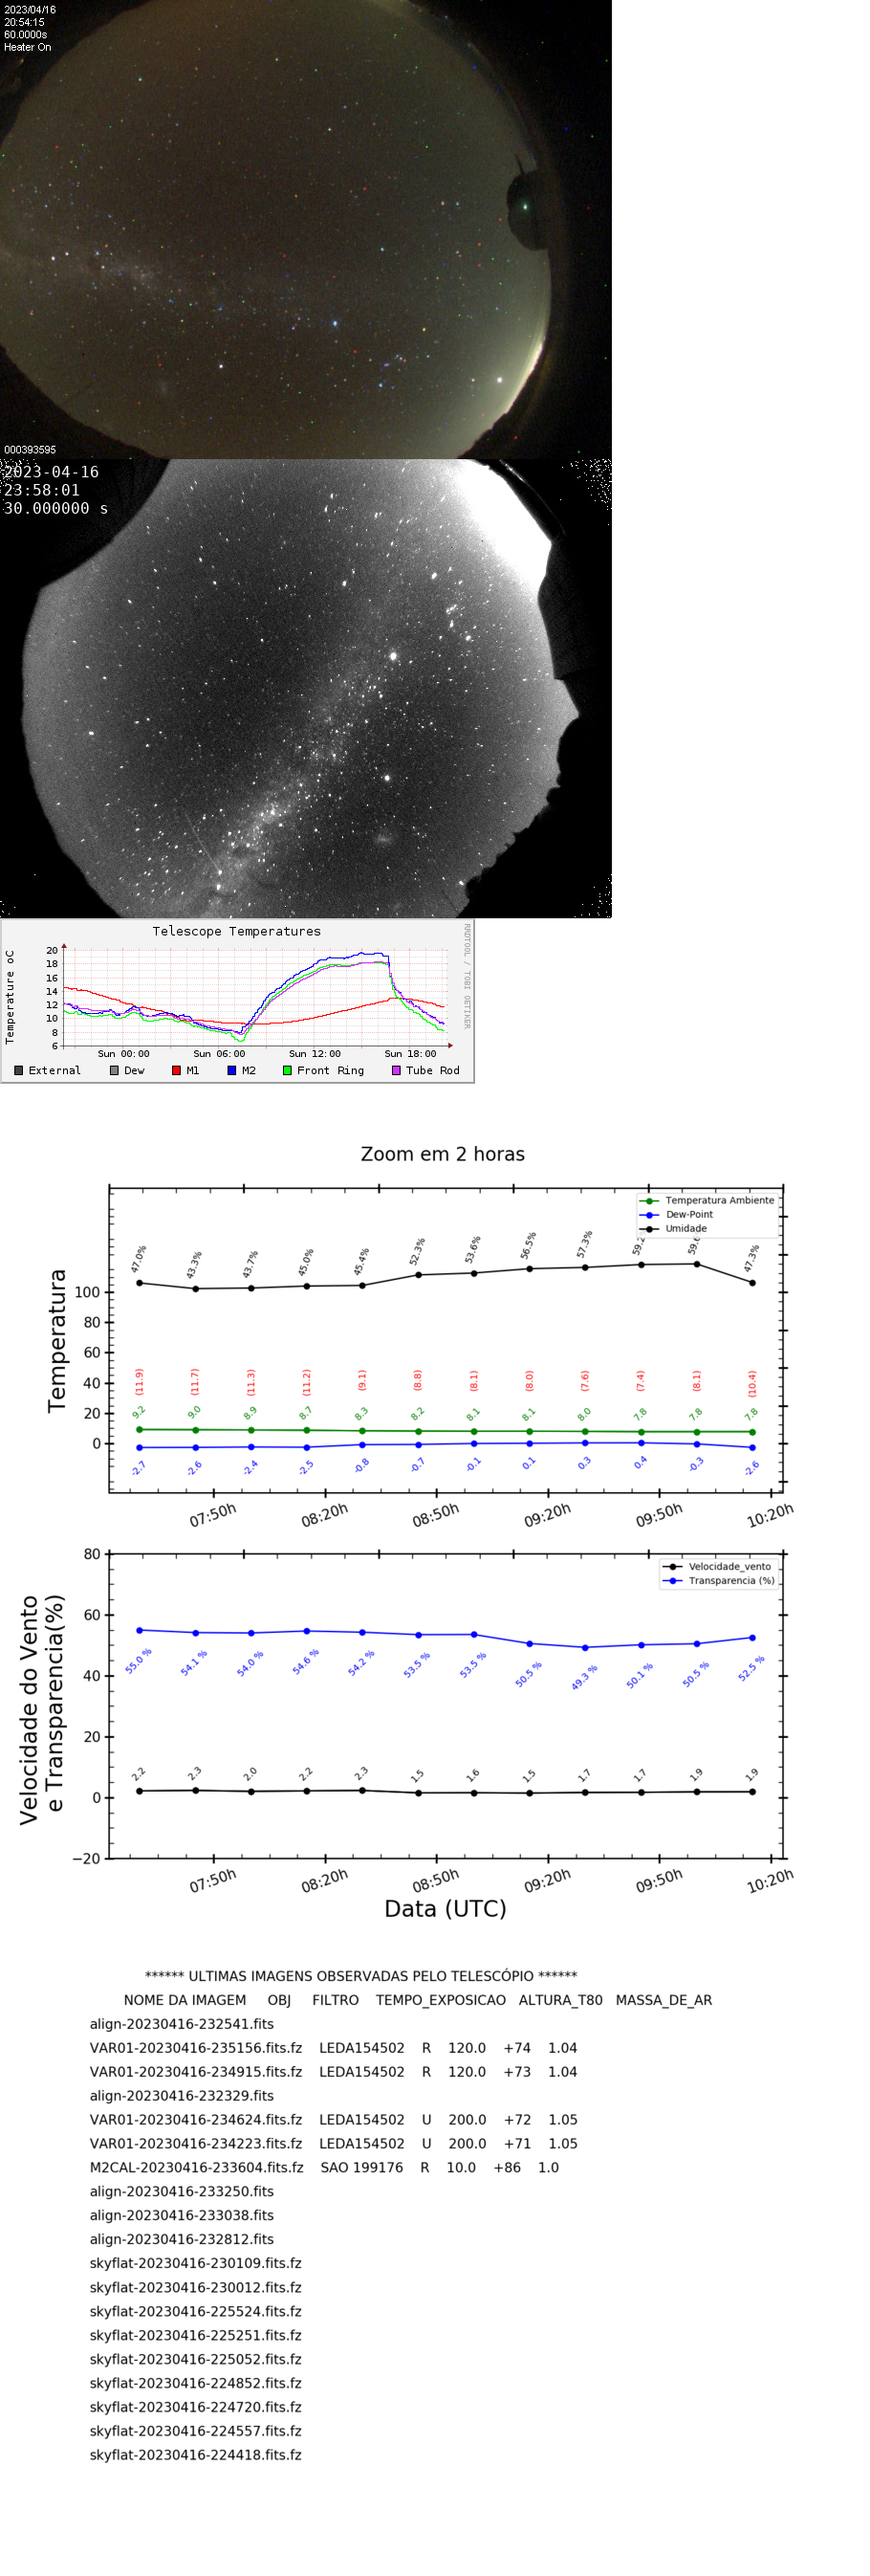 2023/04/16
20:54:15
60.0000s
Heater On
000393595
2023-04-16
23:58:01
30.000000 s
Telescope Temperatures
RRDTOOL / TOBI OETIKER
Temperature oC
20
18
16
14
12
10
8
6
Sun 00:00 Sun 06:00 Sun 12:00 Sun 18:00
External Dew M1 M2 Front Ring Tube Rod
Zoom em 2 horas
Temperatura Ambiente
Dew-Point
Umidade
47.0% 43.3% 43.7% 45.0% 45.4% 52.3% 53.6% 56.5% 57.3% 47.3%
Temperatura
100
80
60
40
20
0
(11.9) (11.7) (11.3) (11.2) (9.1) (8.8) (8.1) (8.0) (7.6) (7.4) (8.1) (10.4)
9.2 9.0 8.9 8.7 8.3 8.2 8.1 8.1 8.0 7.8 7.8 7.8
-2.7 -2.6 -2.4 -2.5 -0.8 -0.7 -0.1 0.1 0.3 0.4 -0.3 -2.6
07:50h 08:20h 08:50h 09:20h 09:50h 10:20h
Velocidade_vento
Transparencia (%)
Velocidade do Vento
e Transparencia(%)
80
60
40
20
0
−20
55.0 % 54.1 % 54.0 % 54.6 % 54.2 % 53.5 % 53.5 % 50.5 % 49.3 % 50.1 % 50.5 % 52.5 %
2.2 2.3 2.0 2.2 2.3 1.5 1.6 1.5 1.7 1.7 1.9 1.9
07:50h 08:20h 08:50h 09:20h 09:50h 10:20h
Data (UTC)
****** ULTIMAS IMAGENS OBSERVADAS PELO TELESCÓPIO ******
NOME DA IMAGEM OBJ FILTRO TEMPO_EXPOSICAO ALTURA_T80 MASSA_DE_AR
align-20230416-232541.fits
VAR01-20230416-235156.fits.fz LEDA154502 R 120.0 +74 1.04
VAR01-20230416-234915.fits.fz LEDA154502 R 120.0 +73 1.04
align-20230416-232329.fits
VAR01-20230416-234624.fits.fz LEDA154502 U 200.0 +72 1.05
VAR01-20230416-234223.fits.fz LEDA154502 U 200.0 +71 1.05
M2CAL-20230416-233604.fits.fz SAO 199176 R 10.0 +86 1.0
align-20230416-233250.fits
align-20230416-233038.fits
align-20230416-232812.fits
skyflat-20230416-230109.fits.fz
skyflat-20230416-230012.fits.fz
skyflat-20230416-225524.fits.fz
skyflat-20230416-225251.fits.fz
skyflat-20230416-225052.fits.fz
skyflat-20230416-224852.fits.fz
skyflat-20230416-224720.fits.fz
skyflat-20230416-224557.fits.fz
skyflat-20230416-224418.fits.fz